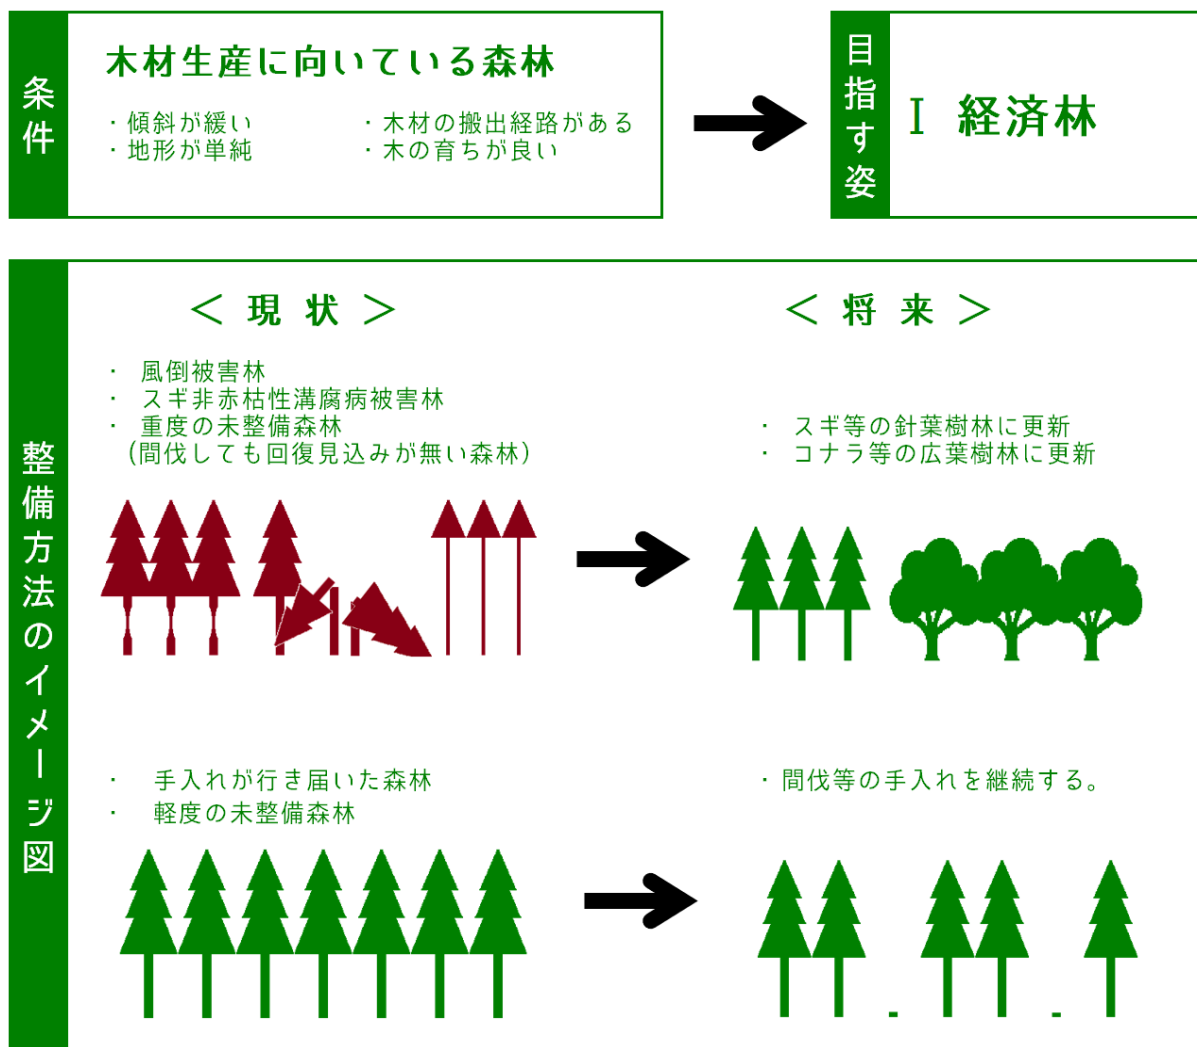 条件
木材生産に向いている森林
・傾斜が緩い
・地形が単純
・木材の搬出経路がある
・木の育ちが良い
目指す姿
Ⅰ 経済林
整備方法のイメージ図
＜ 現 状 ＞
・ 風倒被害林
・ スギ非赤枯性溝腐病被害林
・ 重度の未整備森林
(間伐しても回復見込みが無い森林)
＜ 将 来 ＞
・ スギ等の針葉樹林に更新
・ コナラ等の広葉樹林に更新
・ 手入れが行き届いた森林
・ 軽度の未整備森林
・間伐等の手入れを継続する。